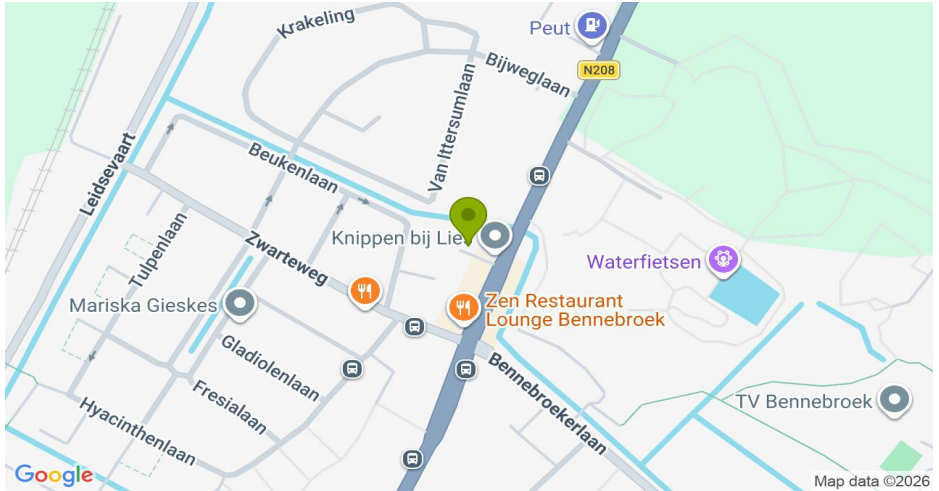 Krakeling
Peut
N208
Bijweglaan
Van Ittersumlaan
Leidsevaart
Beukenlaan
Tulpenlaan
Zwarteweg
Knippen bij Lies
Waterfietsen
Mariska Gieskes
Zen Restaurant
Lounge Bennebroek
Gladiolenlaan
Fresialaan
Hyacinthenlaan
Bennebroekerlaan
TV Bennebroek
Google
Map data ©2026